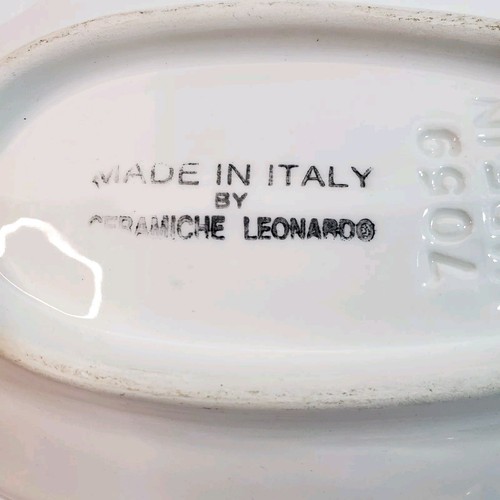 MADE IN ITALY
BY
CERAMICHE LEONARDO®
7059